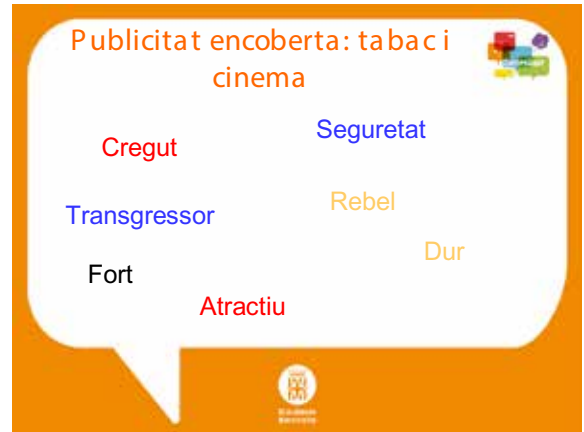 Publicitat encoberta: tabac i
cinema
Seguretat
Cregut
Rebel
Transgressor
Dur
Fort
Atractiu